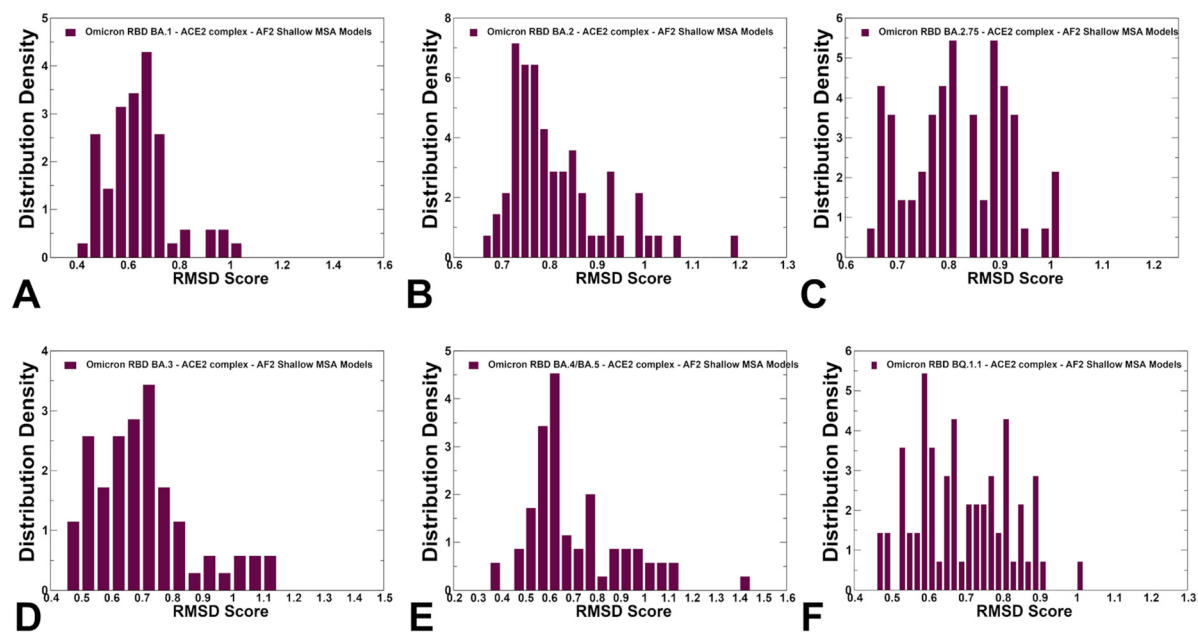 Omicron RBD BA.1 - ACE2 complex - AF2 Shallow MSA Models
Distribution Density
5
4
3
2
1
0
0.4 0.6 0.8 1 1.2 1.4 1.6
RMSD Score
A
Omicron RBD BA.2 - ACE2 complex - AF2 Shallow MSA Models
Distribution Density
8
6
4
2
0
0.6 0.7 0.8 0.9 1 1.1 1.2 1.3
RMSD Score
B
Omicron RBD BA.2.75 - ACE2 complex - AF2 Shallow MSA Models
Distribution Density
7
6
5
4
3
2
1
0
0.6 0.7 0.8 0.9 1 1.1 1.2
RMSD Score
C
Omicron RBD BA.3 - ACE2 complex - AF2 Shallow MSA Models
Distribution Density
4
3
2
1
0
0.4 0.5 0.6 0.7 0.8 0.9 1 1.1 1.2 1.3 1.4 1.5
RMSD Score
D
Omicron RBD BA.4/BA.5 - ACE2 complex - AF2 Shallow MSA Models
Distribution Density
5
4
3
2
1
0
0.2 0.3 0.4 0.5 0.6 0.7 0.8 0.9 1 1.1 1.2 1.3 1.4 1.5 1.6
RMSD Score
E
Omicron RBD BQ.1.1 - ACE2 complex - AF2 Shallow MSA Models
Distribution Density
6
5
4
3
2
1
0
0.4 0.5 0.6 0.7 0.8 0.9 1 1.1 1.2 1.3
RMSD Score
F